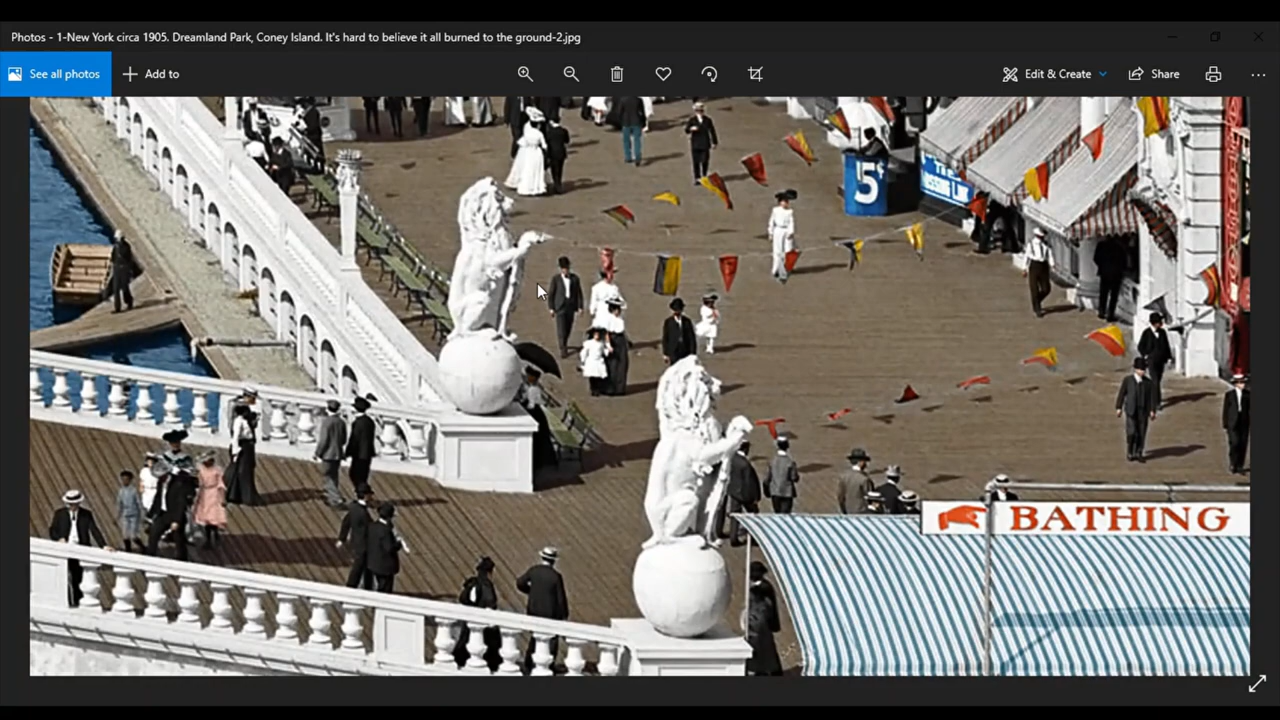 Photos - 1-New York circa 1905. Dreamland Park, Coney Island. It's hard to believe it all burned to the ground-2.jpg
See all photos
Add to
Edit & Create
Share
5¢
BATHING